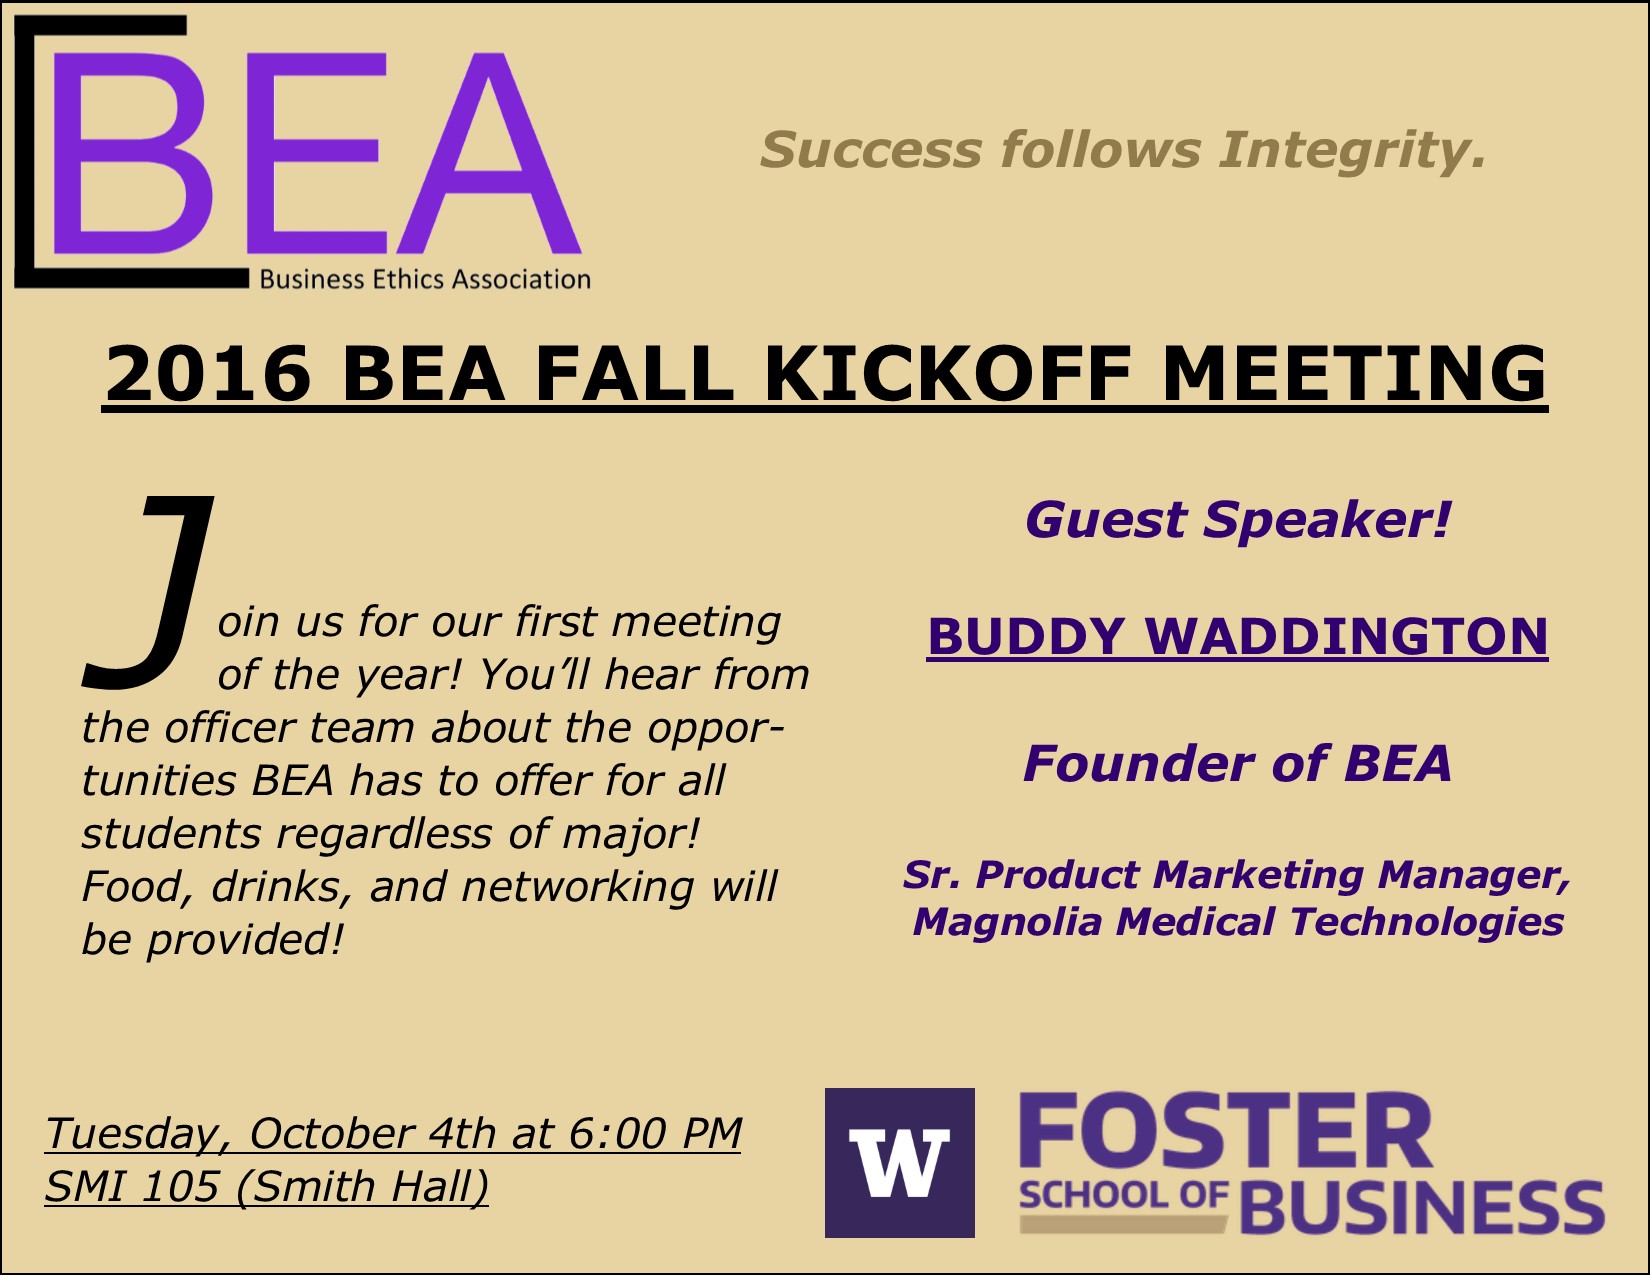 BEA
Business Ethics Association
Success follows Integrity.
2016 BEA FALL KICKOFF MEETING
Join us for our first meeting
of the year! You’ll hear from
the officer team about the oppor-
tunities BEA has to offer for all
students regardless of major!
Food, drinks, and networking will
be provided!
Guest Speaker!
BUDDY WADDINGTON
Founder of BEA
Sr. Product Marketing Manager,
Magnolia Medical Technologies
Tuesday, October 4th at 6:00 PM
SMI 105 (Smith Hall)
W
FOSTER
SCHOOL OF BUSINESS